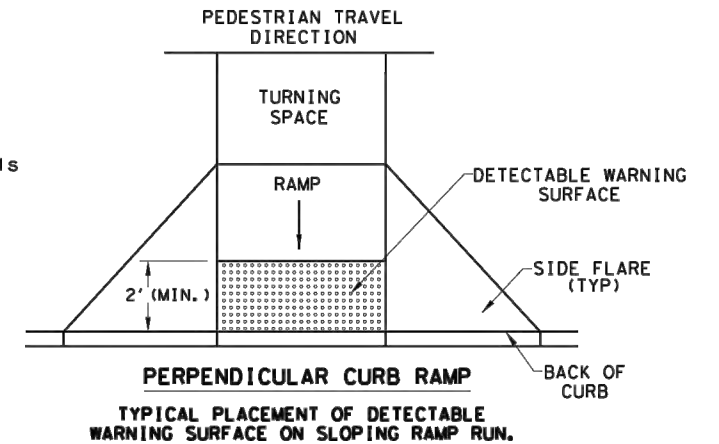 PEDESTRIAN TRAVEL
DIRECTION
TURNING
SPACE
RAMP
DETECTABLE WARNING
SURFACE
2' (MIN.)
SIDE FLARE
(TYP)
BACK OF
CURB
PERPENDICULAR CURB RAMP
TYPICAL PLACEMENT OF DETECTABLE
WARNING SURFACE ON SLOPING RAMP RUN.